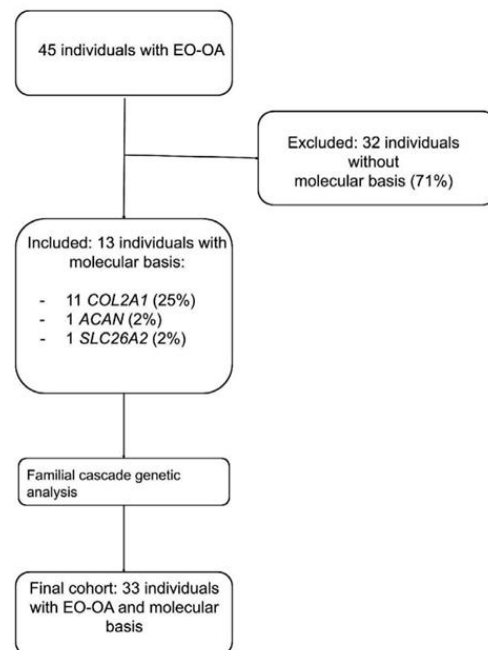 45 individuals with EO-OA
Excluded: 32 individuals
without
molecular basis (71%)
Included: 13 individuals with
molecular basis:
- 11 COL2A1 (25%)
- 1 ACAN (2%)
- 1 SLC26A2 (2%)
Familial cascade genetic
analysis
Final cohort: 33 individuals
with EO-OA and molecular
basis